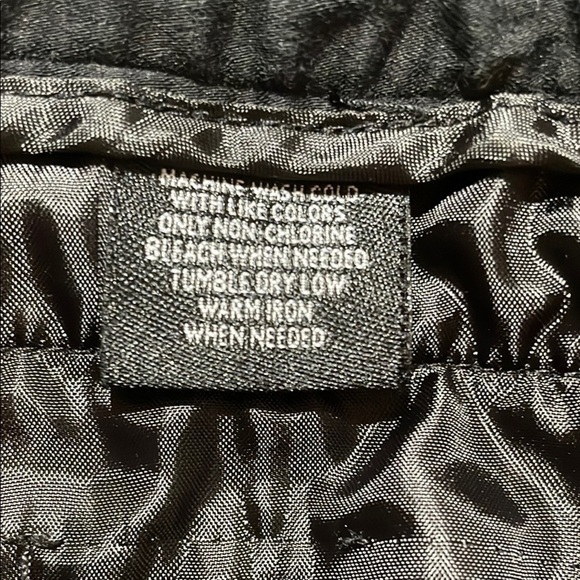 MACHINE WASH COLD
WITH LIKE COLORS
ONLY NON-CHLORINE
BLEACH WHEN NEEDED
TUMBLE DRY LOW
WARM IRON
WHEN NEEDED